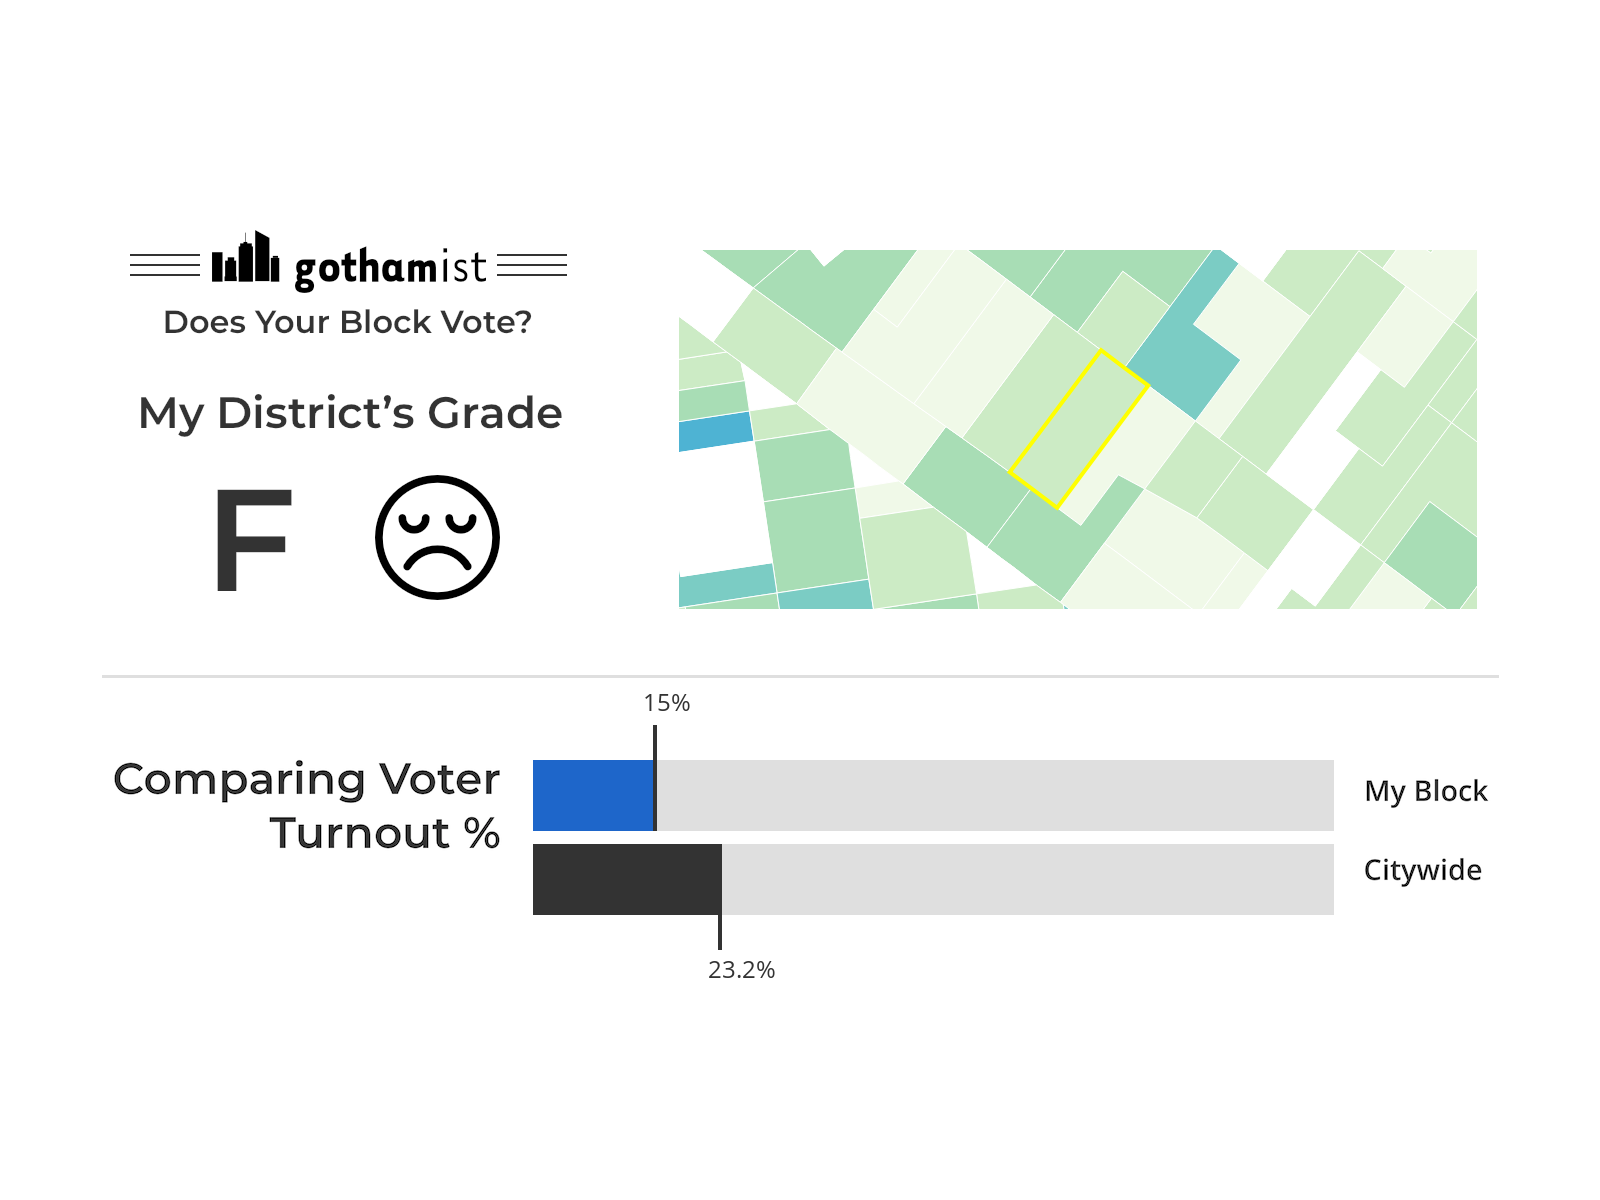 gothamist
Does Your Block Vote?
My District’s Grade
F
15%
Comparing Voter
Turnout %
My Block
Citywide
23.2%